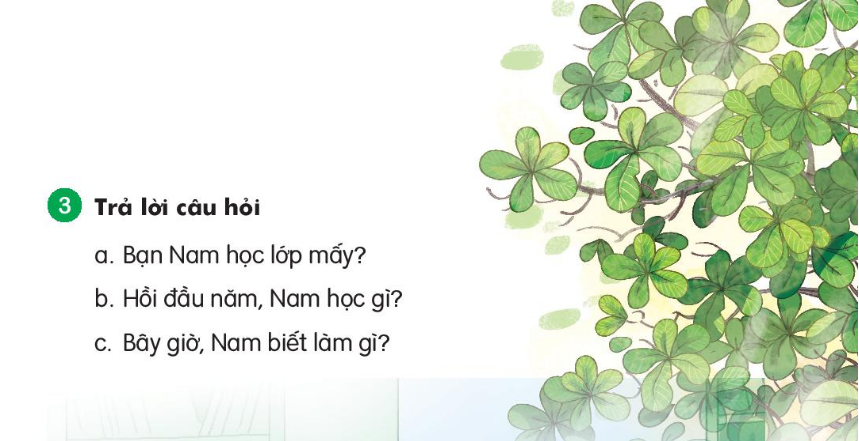 3 Trả lời câu hỏi
a. Bạn Nam học lớp mấy?
b. Hồi đầu năm, Nam học gì?
c. Bây giờ, Nam biết làm gì?